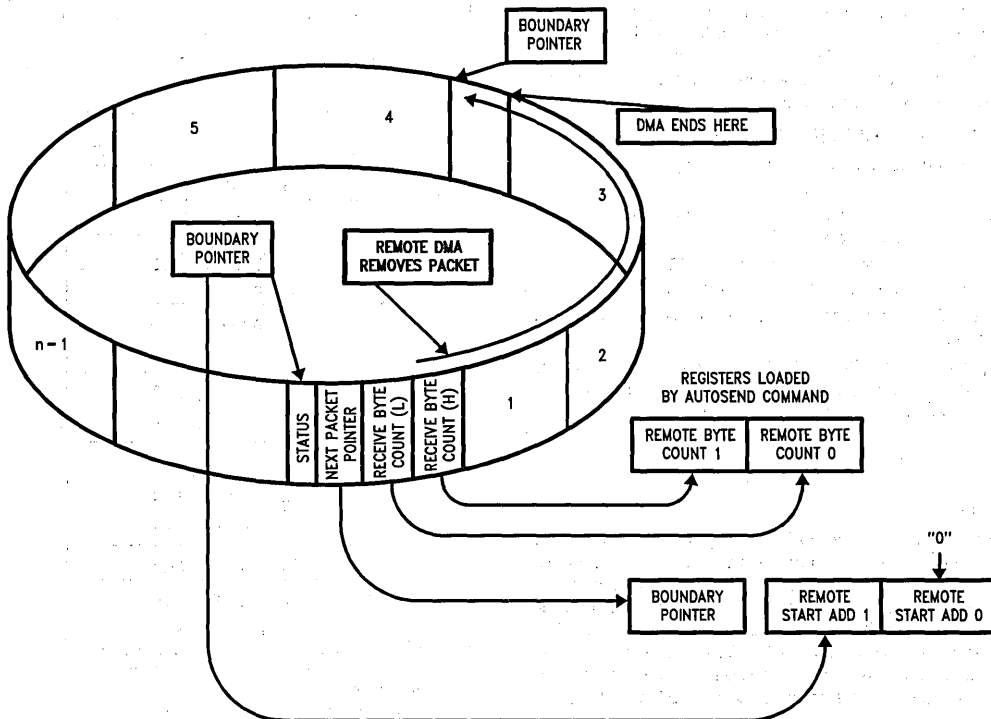 BOUNDARY
POINTER
DMA ENDS HERE
5
4
3
BOUNDARY
POINTER
REMOTE DMA
REMOVES PACKET
n-1
2
1
STATUS
NEXT PACKET
POINTER
RECEIVE BYTE
COUNT (L)
RECEIVE BYTE
COUNT (H)
REGISTERS LOADED
BY AUTOSEND COMMAND
REMOTE BYTE
COUNT 1
REMOTE BYTE
COUNT 0
"0"
BOUNDARY
POINTER
REMOTE
START ADD 1
REMOTE
START ADD 0